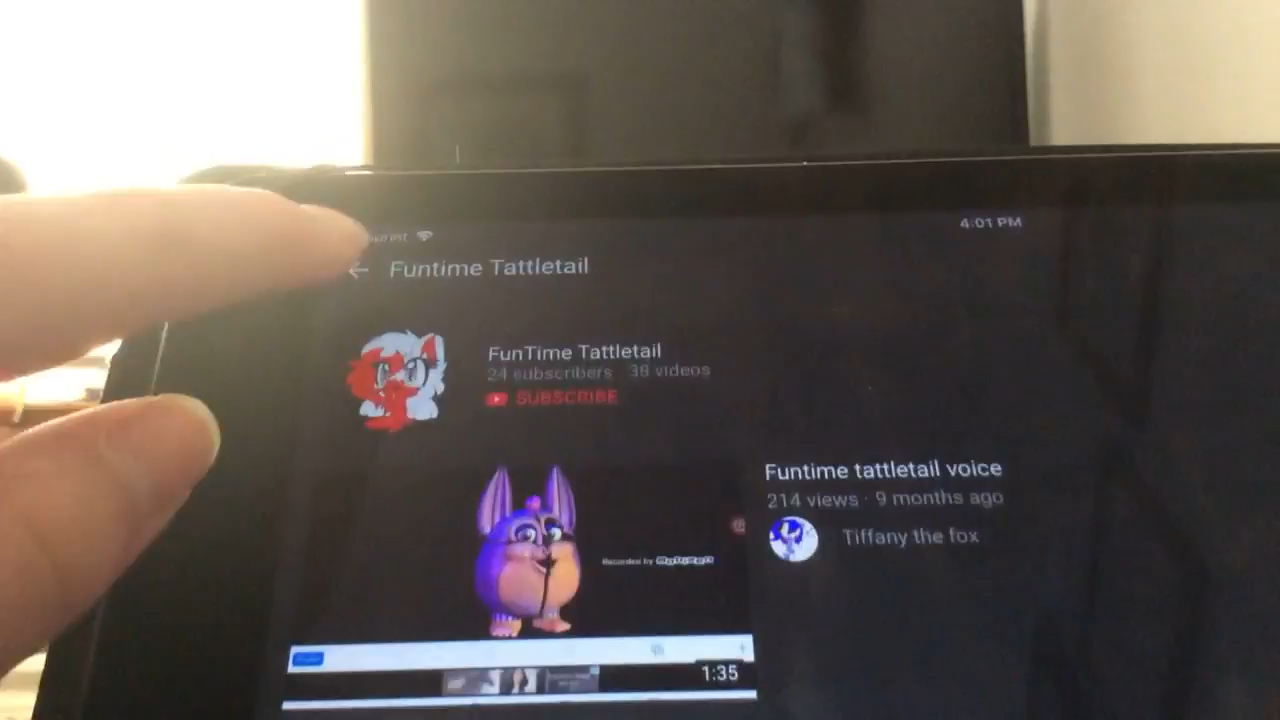 4:01 PM
Funtime Tattletail
FunTime Tattletail
24 subscribers · 38 videos
SUBSCRIBE
Funtime tattletail voice
214 views · 9 months ago
Tiffany the fox
Recorded by
1:35